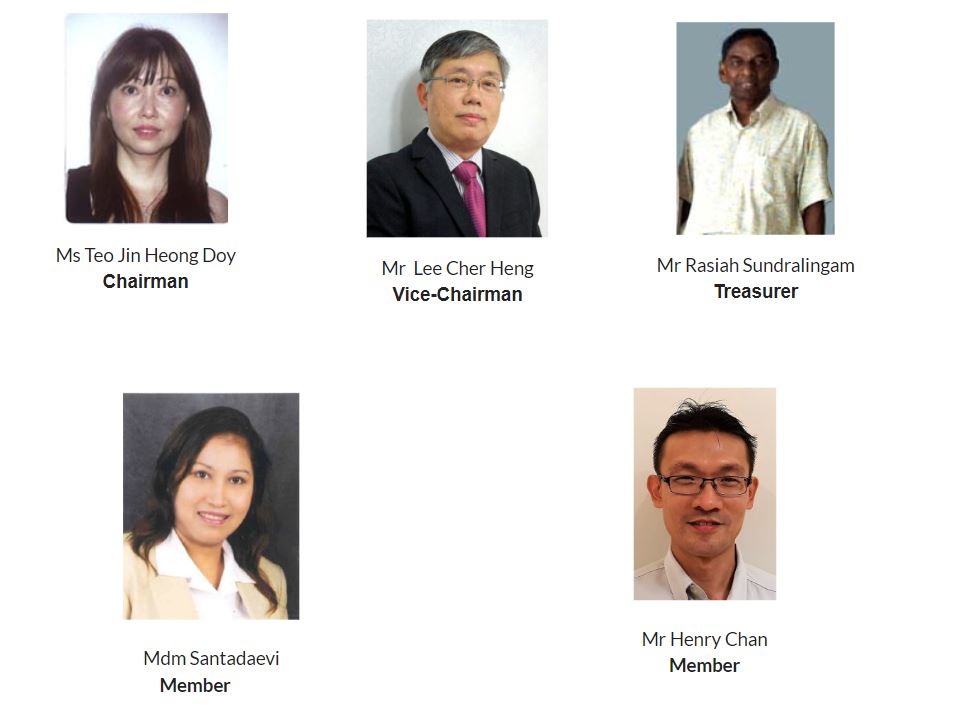 Ms Teo Jin Heong Doy
Chairman
Mr Lee Cher Heng
Vice-Chairman
Mr Rasiah Sundralingam
Treasurer
Mdm Santadaevi
Member
Mr Henry Chan
Member